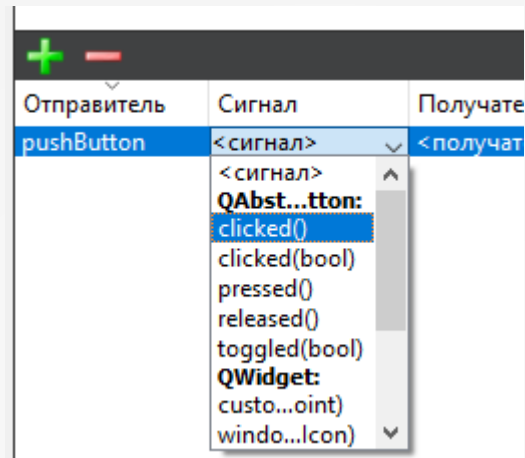 Отправитель Сигнал Получате
pushButton <сигнал> <получат
<сигнал>
QAbst...tton:
clicked()
clicked(bool)
pressed()
released()
toggled(bool)
QWidget:
custo...oint)
windo...Icon)